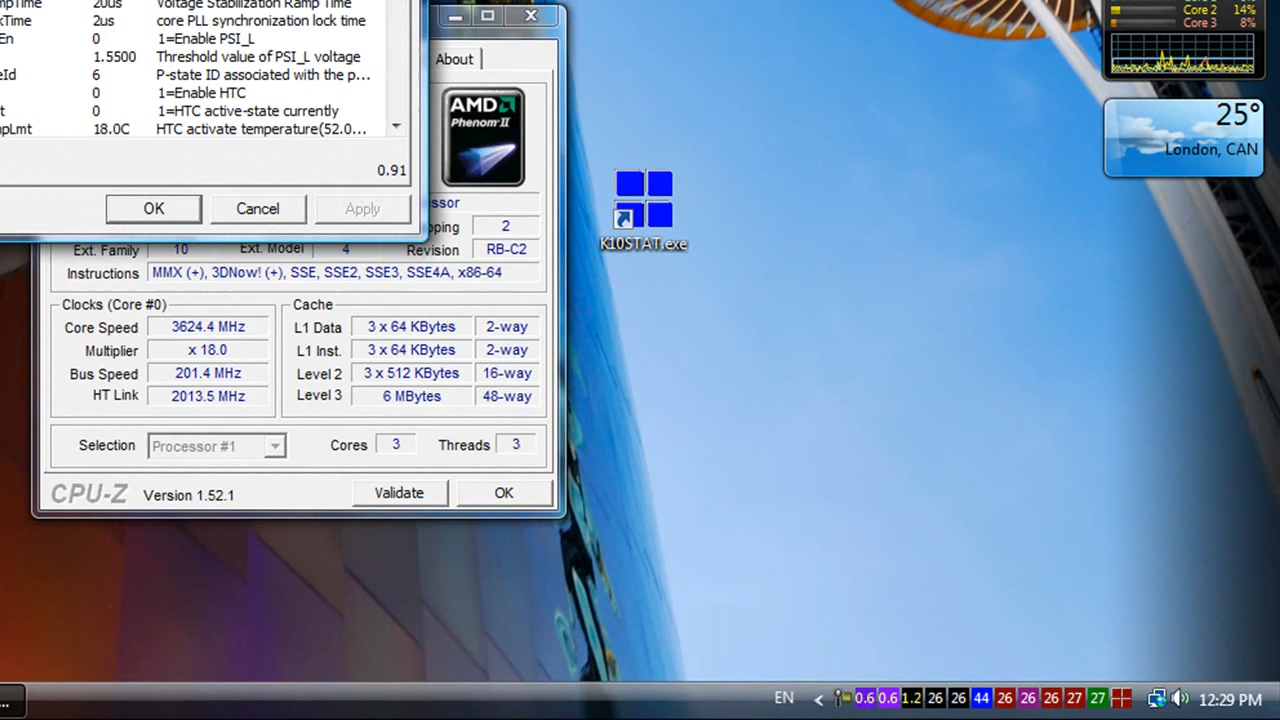 mpTime 20us Voltage Stabilization Ramp Time
kTime 2us core PLL synchronization lock time
En 0 1=Enable PSI_L
1.5500 Threshold value of PSI_L voltage
eId 6 P-state ID associated with the p...
0 1=Enable HTC
t 0 1=HTC active-state currently
mpLmt 18.0C HTC activate temperature(52.0...
0.91
OK Cancel Apply
About
AMD
Phenom II
ssor
pping 2
Ext. Family 10 Ext. Model 4 Revision RB-C2
Instructions MMX (+), 3DNow! (+), SSE, SSE2, SSE3, SSE4A, x86-64
Clocks (Core #0)
Core Speed 3624.4 MHz
Multiplier x 18.0
Bus Speed 201.4 MHz
HT Link 2013.5 MHz
Cache
L1 Data 3 x 64 KBytes 2-way
L1 Inst. 3 x 64 KBytes 2-way
Level 2 3 x 512 KBytes 16-way
Level 3 6 MBytes 48-way
Selection Processor #1 Cores 3 Threads 3
CPU-Z Version 1.52.1 Validate OK
K10STAT.exe
Core 2 14%
Core 3 8%
25°
London, CAN
... EN < 0.6 0.6 1.2 26 26 44 26 26 26 27 27 12:29 PM